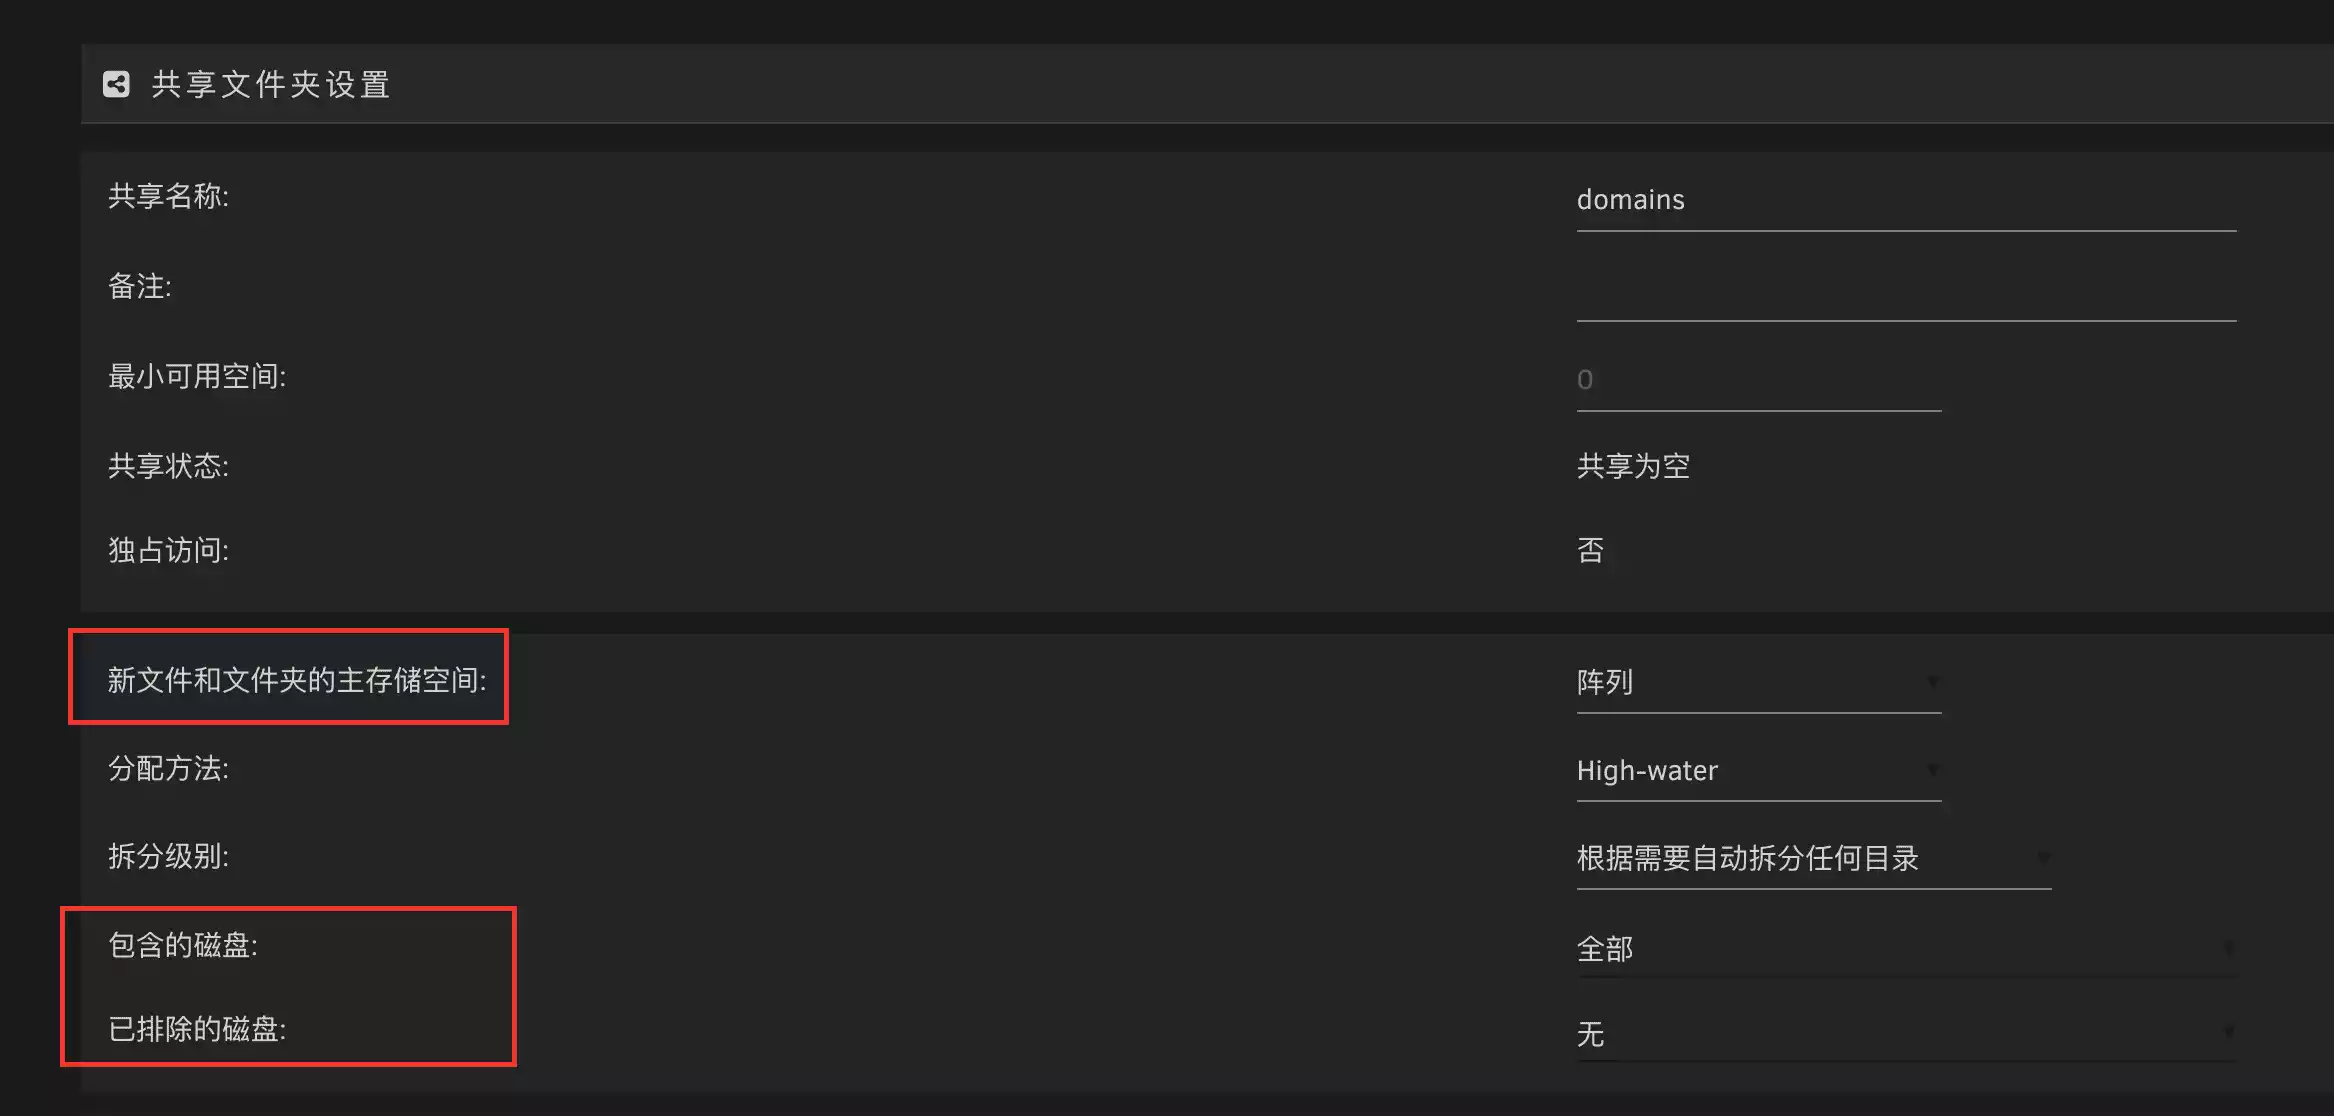 共享文件夹设置
共享名称:
domains
备注:
最小可用空间:
0
共享状态:
共享为空
独占访问:
否
新文件和文件夹的主存储空间:
阵列
分配方法:
High-water
拆分级别:
根据需要自动拆分任何目录
包含的磁盘:
全部
已排除的磁盘:
无